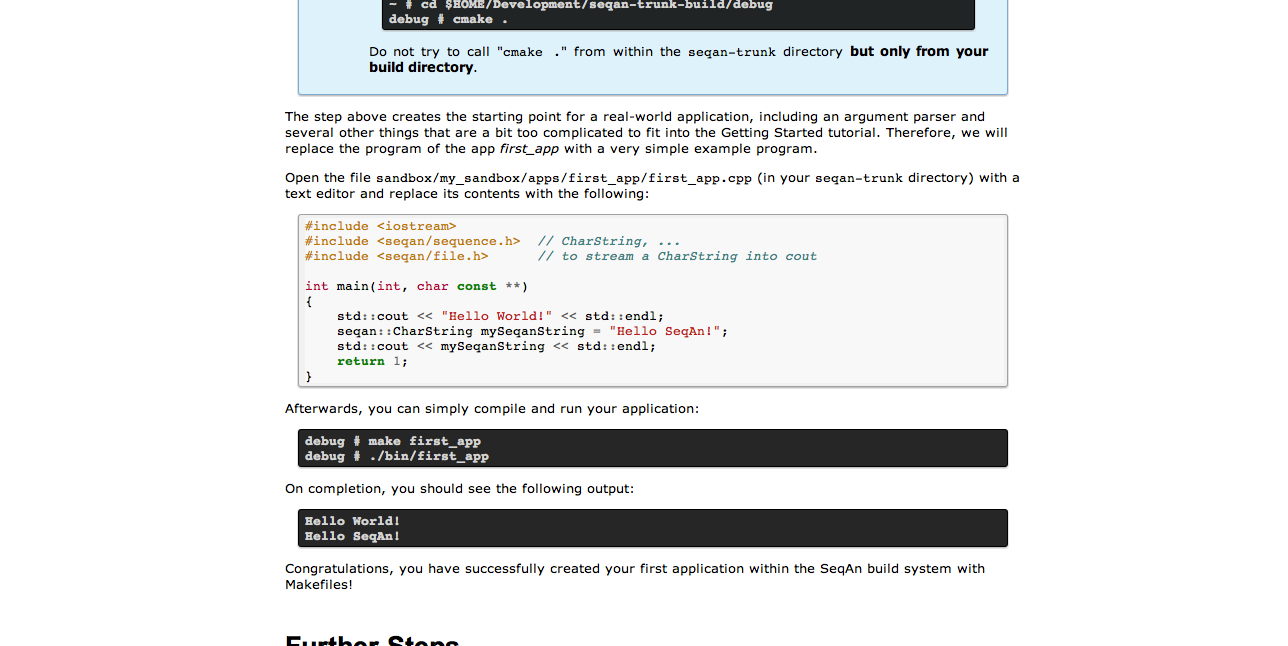 ~ # cd $HOME/Development/seqan-trunk-build/debug
debug # cmake .
Do not try to call "cmake ." from within the seqan-trunk directory but only from your
build directory.
The step above creates the starting point for a real-world application, including an argument parser and
several other things that are a bit too complicated to fit into the Getting Started tutorial. Therefore, we will
replace the program of the app first_app with a very simple example program.
Open the file sandbox/my_sandbox/apps/first_app/first_app.cpp (in your seqan-trunk directory) with a
text editor and replace its contents with the following:
#include <iostream>
#include <seqan/sequence.h>  // CharString, ...
#include <seqan/file.h>      // to stream a CharString into cout
int main(int, char const **)
{
    std::cout << "Hello World!" << std::endl;
    seqan::CharString mySeqanString = "Hello SeqAn!";
    std::cout << mySeqanString << std::endl;
    return 1;
}
Afterwards, you can simply compile and run your application:
debug # make first_app
debug # ./bin/first_app
On completion, you should see the following output:
Hello World!
Hello SeqAn!
Congratulations, you have successfully created your first application within the SeqAn build system with
Makefiles!
Further Steps